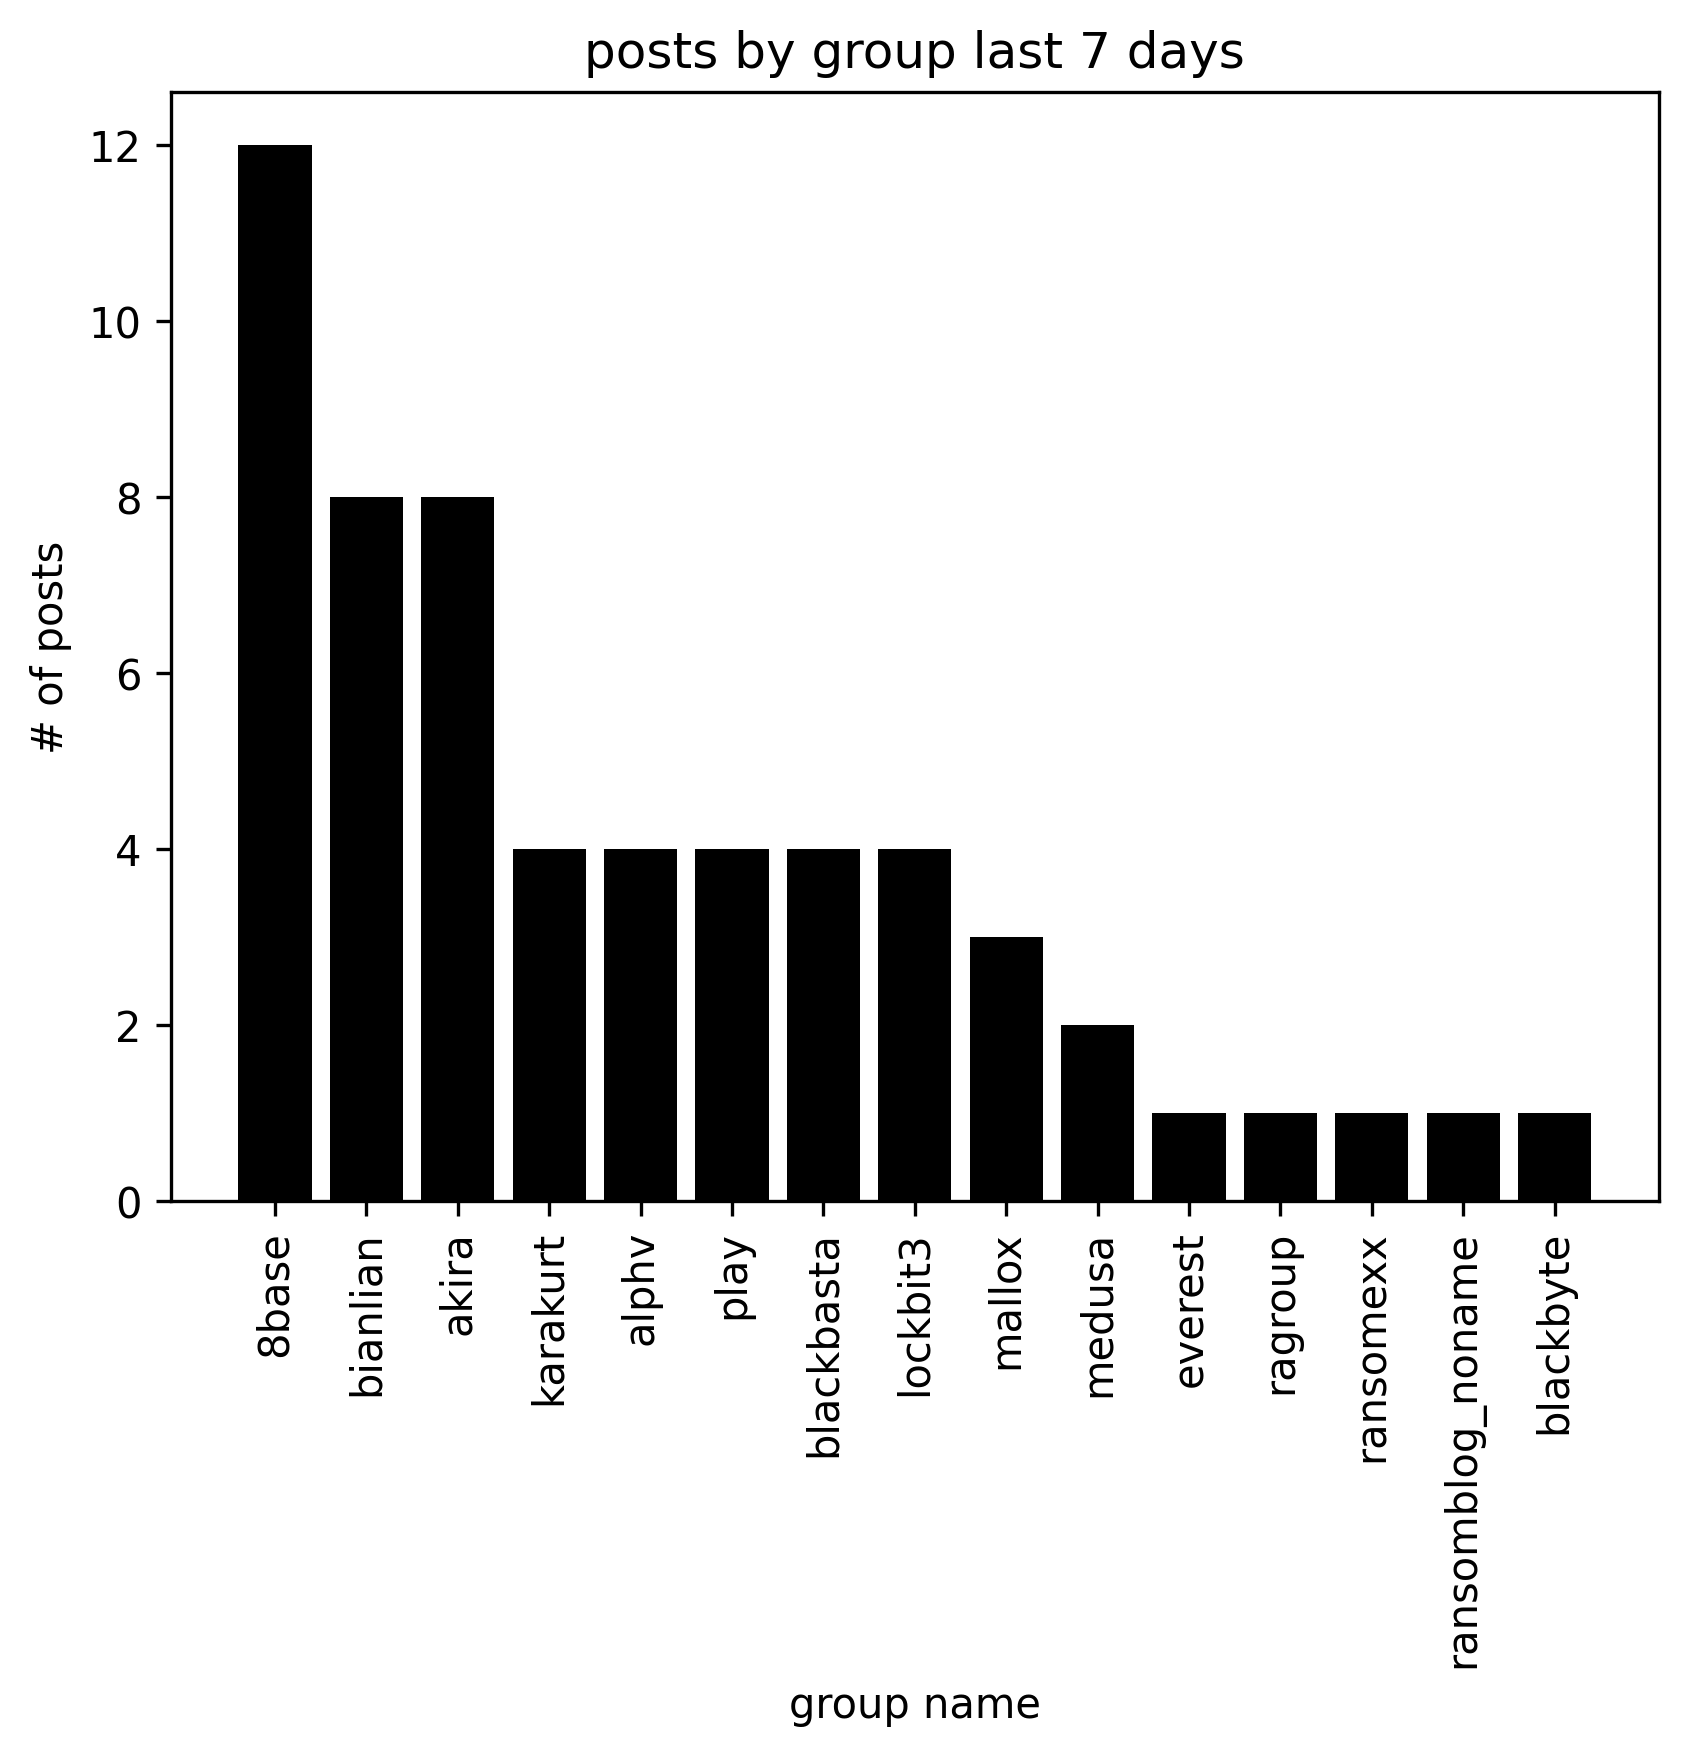 posts by group last 7 days
12
10
8
6
4
2
0
# of posts
8base
bianlian
akira
karakurt
alphv
play
blackbasta
lockbit3
mallox
medusa
everest
ragroup
ransomexx
ransomblog_noname
blackbyte
group name